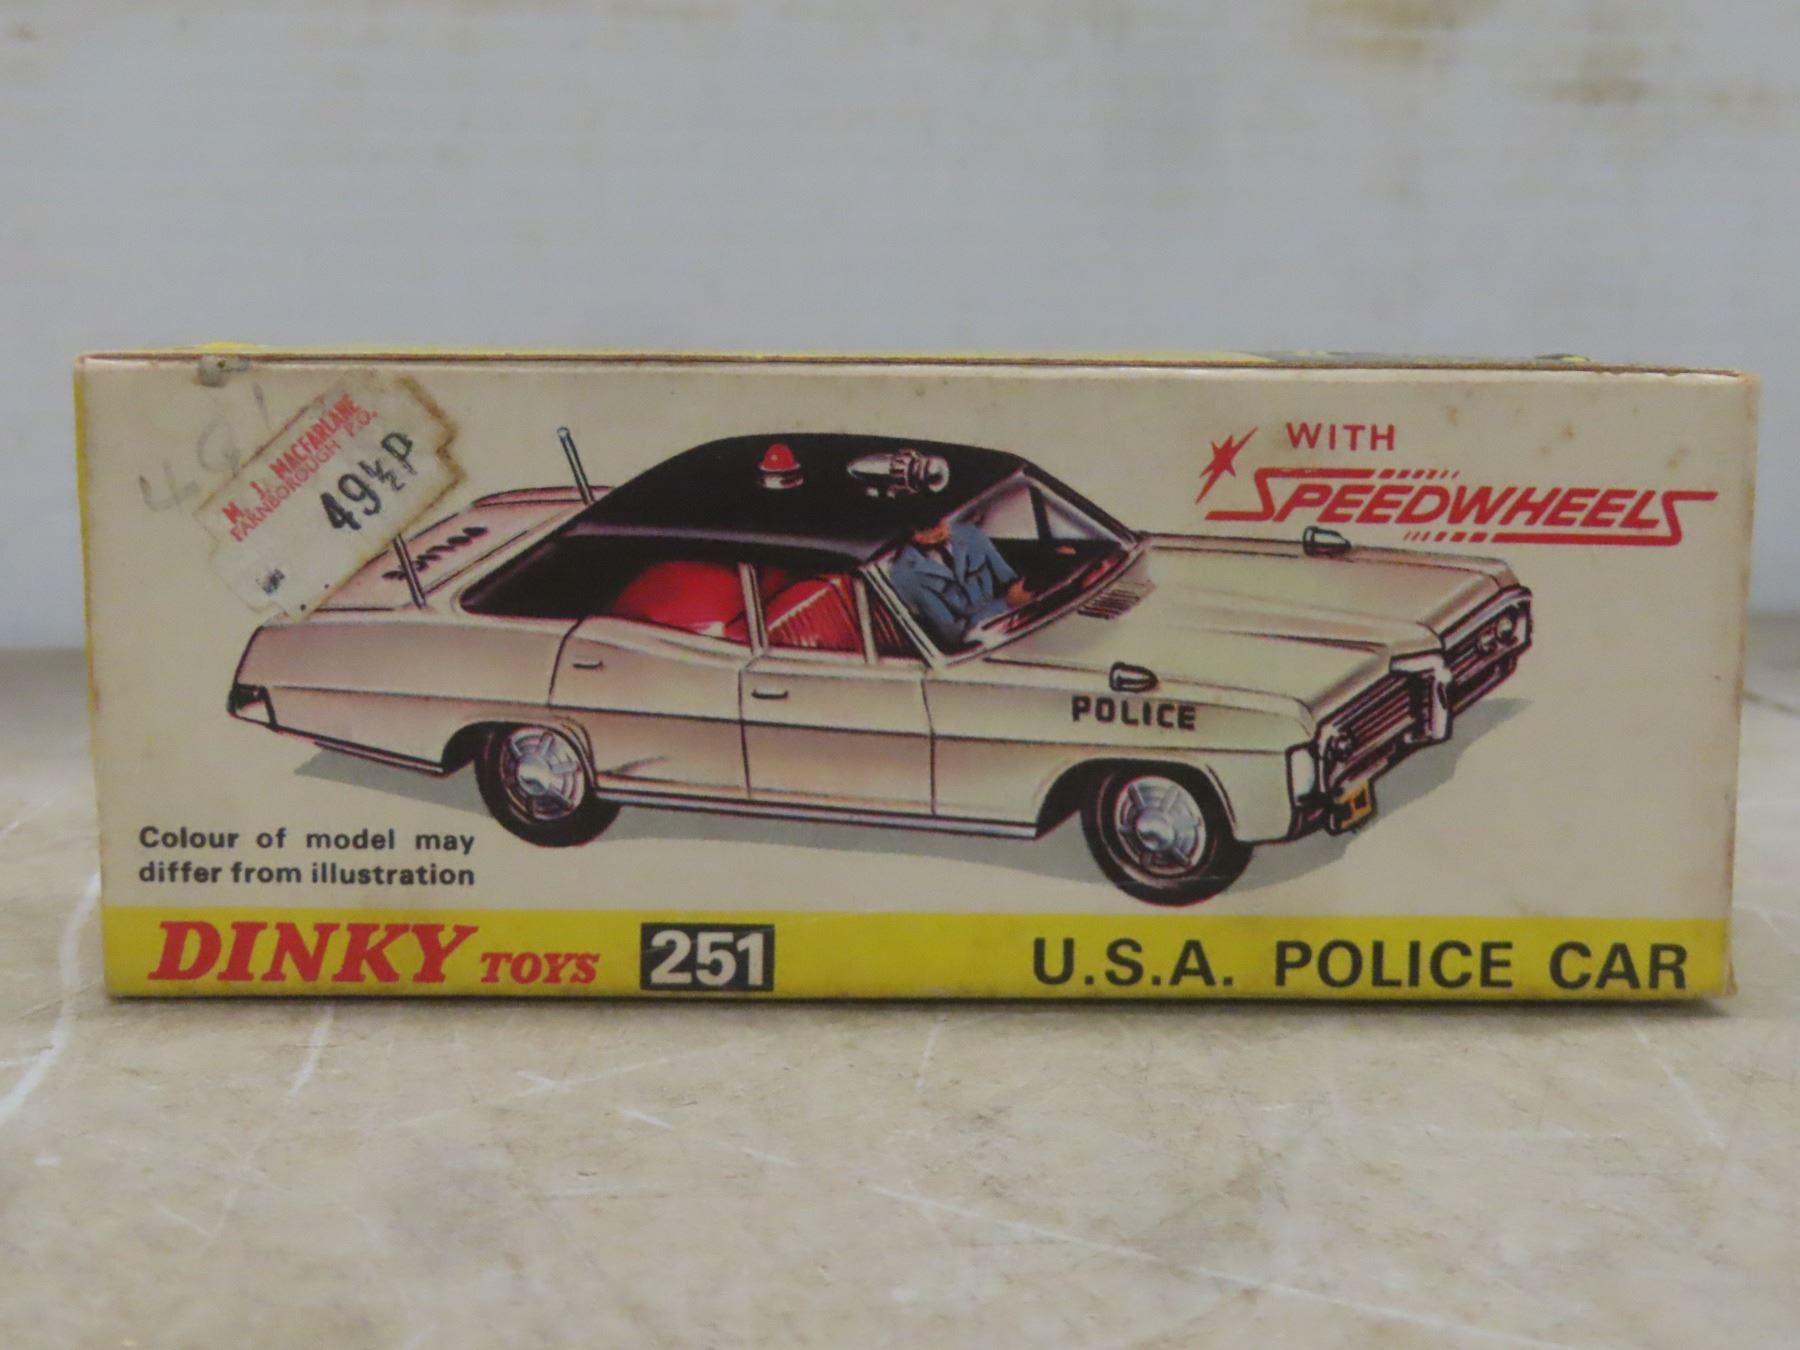 49
M. J. MACFARLANE
FARNBOROUGH P.O.
49½P
WITH
SPEEDWHEELS
POLICE
Colour of model may
differ from illustration
DINKY TOYS 251 U.S.A. POLICE CAR